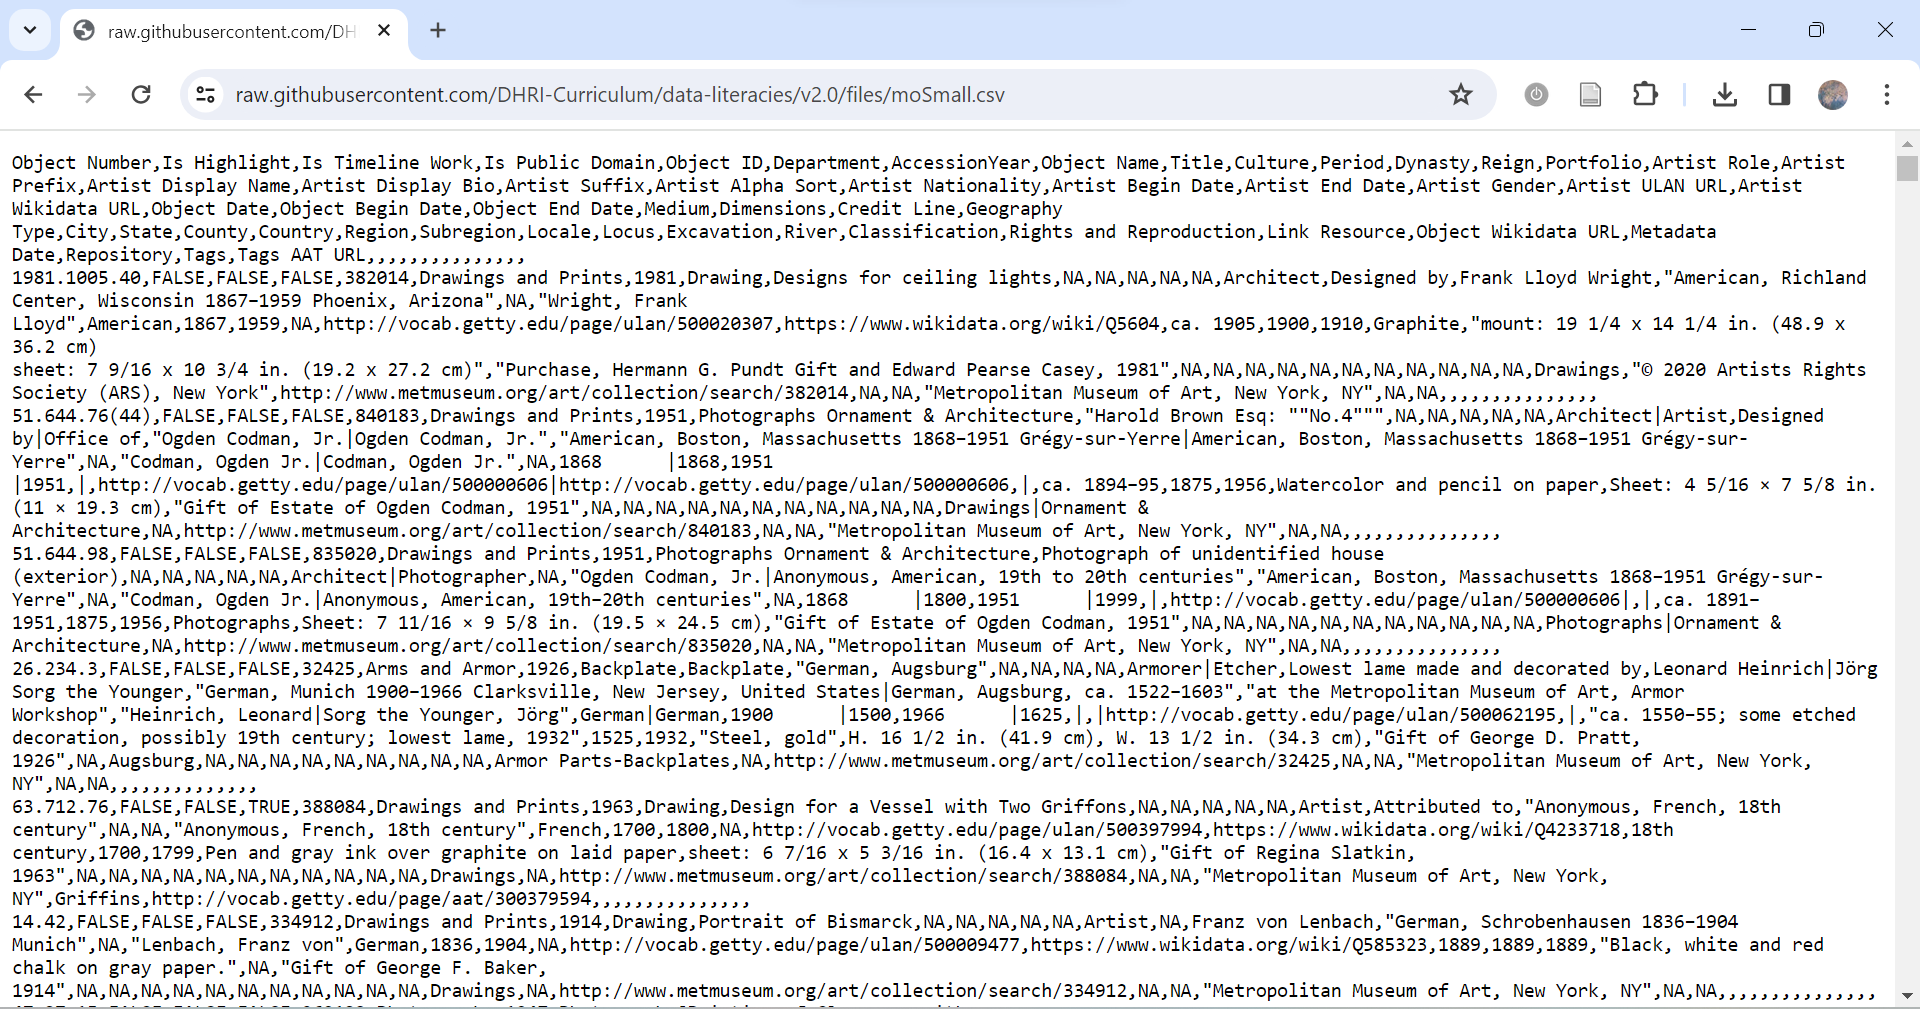 raw.githubusercontent.com/DH
raw.githubusercontent.com/DHRI-Curriculum/data-literacies/v2.0/files/moSmall.csv
Object Number,Is Highlight,Is Timeline Work,Is Public Domain,Object ID,Department,AccessionYear,Object Name,Title,Culture,Period,Dynasty,Reign,Portfolio,Artist Role,Artist
Prefix,Artist Display Name,Artist Display Bio,Artist Suffix,Artist Alpha Sort,Artist Nationality,Artist Begin Date,Artist End Date,Artist Gender,Artist ULAN URL,Artist
Wikidata URL,Object Date,Object Begin Date,Object End Date,Medium,Dimensions,Credit Line,Geography
Type,City,State,County,Country,Region,Subregion,Locale,Locus,Excavation,River,Classification,Rights and Reproduction,Link Resource,Object Wikidata URL,Metadata
Date,Repository,Tags,Tags AAT URL,,,,,,,,,,,,,,,
1981.1005.40,FALSE,FALSE,FALSE,382014,Drawings and Prints,1981,Drawing,Designs for ceiling lights,NA,NA,NA,NA,NA,Architect,Designed by,Frank Lloyd Wright,"American, Richland
Center, Wisconsin 1867–1959 Phoenix, Arizona",NA,"Wright, Frank
Lloyd",American,1867,1959,NA,http://vocab.getty.edu/page/ulan/500020307,https://www.wikidata.org/wiki/Q5604,ca. 1905,1900,1910,Graphite,"mount: 19 1/4 x 14 1/4 in. (48.9 x
36.2 cm)
sheet: 7 9/16 x 10 3/4 in. (19.2 x 27.2 cm)","Purchase, Hermann G. Pundt Gift and Edward Pearse Casey, 1981",NA,NA,NA,NA,NA,NA,NA,NA,NA,NA,NA,Drawings,"© 2020 Artists Rights
Society (ARS), New York",http://www.metmuseum.org/art/collection/search/382014,NA,NA,"Metropolitan Museum of Art, New York, NY",NA,NA,,,,,,,,,,,,,,,
51.644.76(44),FALSE,FALSE,FALSE,840183,Drawings and Prints,1951,Photographs Ornament & Architecture,"Harold Brown Esq: ""No.4""",NA,NA,NA,NA,NA,Architect|Artist,Designed
by|Office of,"Ogden Codman, Jr.|Ogden Codman, Jr.","American, Boston, Massachusetts 1868–1951 Grégy-sur-Yerre|American, Boston, Massachusetts 1868–1951 Grégy-sur-
Yerre",NA,"Codman, Ogden Jr.|Codman, Ogden Jr.",NA,1868      |1868,1951
|1951,|,http://vocab.getty.edu/page/ulan/500000606|http://vocab.getty.edu/page/ulan/500000606,|,ca. 1894–95,1875,1956,Watercolor and pencil on paper,Sheet: 4 5/16 × 7 5/8 in.
(11 × 19.3 cm),"Gift of Estate of Ogden Codman, 1951",NA,NA,NA,NA,NA,NA,NA,NA,NA,NA,NA,Drawings|Ornament &
Architecture,NA,http://www.metmuseum.org/art/collection/search/840183,NA,NA,"Metropolitan Museum of Art, New York, NY",NA,NA,,,,,,,,,,,,,,,
51.644.98,FALSE,FALSE,FALSE,835020,Drawings and Prints,1951,Photographs Ornament & Architecture,Photograph of unidentified house
(exterior),NA,NA,NA,NA,NA,Architect|Photographer,NA,"Ogden Codman, Jr.|Anonymous, American, 19th to 20th centuries","American, Boston, Massachusetts 1868–1951 Grégy-sur-
Yerre",NA,"Codman, Ogden Jr.|Anonymous, American, 19th-20th centuries",NA,1868      |1800,1951      |1999,|,http://vocab.getty.edu/page/ulan/500000606|,|,ca. 1891–
1951,1875,1956,Photographs,Sheet: 7 11/16 × 9 5/8 in. (19.5 × 24.5 cm),"Gift of Estate of Ogden Codman, 1951",NA,NA,NA,NA,NA,NA,NA,NA,NA,NA,NA,Photographs|Ornament &
Architecture,NA,http://www.metmuseum.org/art/collection/search/835020,NA,NA,"Metropolitan Museum of Art, New York, NY",NA,NA,,,,,,,,,,,,,,,
26.234.3,FALSE,FALSE,FALSE,32425,Arms and Armor,1926,Backplate,Backplate,"German, Augsburg",NA,NA,NA,NA,Armorer|Etcher,Lowest lame made and decorated by,Leonard Heinrich|Jörg
Sorg the Younger,"German, Munich 1900–1966 Clarksville, New Jersey, United States|German, Augsburg, ca. 1522–1603","at the Metropolitan Museum of Art, Armor
Workshop","Heinrich, Leonard|Sorg the Younger, Jörg",German|German,1900      |1500,1966      |1625,|,|http://vocab.getty.edu/page/ulan/500062195,|,"ca. 1550–55; some etched
decoration, possibly 19th century; lowest lame, 1932",1525,1932,"Steel, gold",H. 16 1/2 in. (41.9 cm), W. 13 1/2 in. (34.3 cm),"Gift of George D. Pratt,
1926",NA,Augsburg,NA,NA,NA,NA,NA,NA,NA,NA,NA,Armor Parts-Backplates,NA,http://www.metmuseum.org/art/collection/search/32425,NA,NA,"Metropolitan Museum of Art, New York,
NY",NA,NA,,,,,,,,,,,,,,
63.712.76,FALSE,FALSE,TRUE,388084,Drawings and Prints,1963,Drawing,Design for a Vessel with Two Griffons,NA,NA,NA,NA,NA,Artist,Attributed to,"Anonymous, French, 18th
century",NA,NA,"Anonymous, French, 18th century",French,1700,1800,NA,http://vocab.getty.edu/page/ulan/500397994,https://www.wikidata.org/wiki/Q4233718,18th
century,1700,1799,Pen and gray ink over graphite on laid paper,sheet: 6 7/16 x 5 3/16 in. (16.4 x 13.1 cm),"Gift of Regina Slatkin,
1963",NA,NA,NA,NA,NA,NA,NA,NA,NA,NA,NA,Drawings,NA,http://www.metmuseum.org/art/collection/search/388084,NA,NA,"Metropolitan Museum of Art, New York,
NY",Griffins,http://vocab.getty.edu/page/aat/300379594,,,,,,,,,,,,,,,
14.42,FALSE,FALSE,FALSE,334912,Drawings and Prints,1914,Drawing,Portrait of Bismarck,NA,NA,NA,NA,NA,Artist,NA,Franz von Lenbach,"German, Schrobenhausen 1836–1904
Munich",NA,"Lenbach, Franz von",German,1836,1904,NA,http://vocab.getty.edu/page/ulan/500009477,https://www.wikidata.org/wiki/Q585323,1889,1889,1889,"Black, white and red
chalk on gray paper.",NA,"Gift of George F. Baker,
1914",NA,NA,NA,NA,NA,NA,NA,NA,NA,NA,NA,Drawings,NA,http://www.metmuseum.org/art/collection/search/334912,NA,NA,"Metropolitan Museum of Art, New York, NY",NA,NA,,,,,,,,,,,,,,,